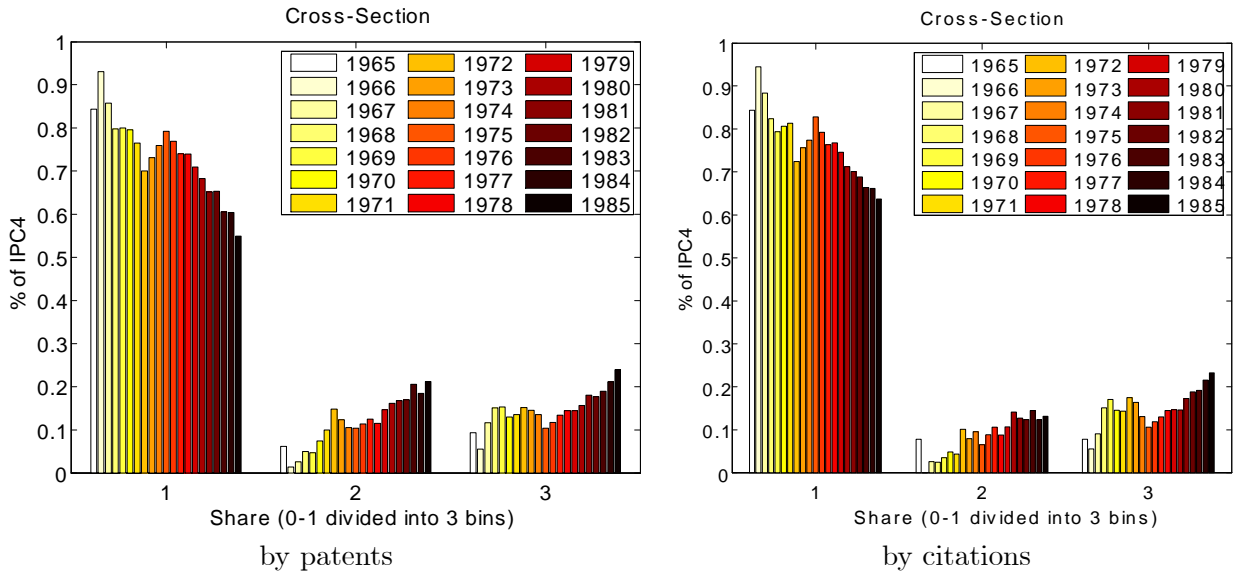 Cross-Section
1
0.9
0.8
0.7
0.6
0.5
0.4
0.3
0.2
0.1
0
% of IPC4
1965 1972 1979
1966 1973 1980
1967 1974 1981
1968 1975 1982
1969 1976 1983
1970 1977 1984
1971 1978 1985
1 2 3
Share (0-1 divided into 3 bins)
by patents
Cross-Section
1
0.9
0.8
0.7
0.6
0.5
0.4
0.3
0.2
0.1
0
% of IPC4
1965 1972 1979
1966 1973 1980
1967 1974 1981
1968 1975 1982
1969 1976 1983
1970 1977 1984
1971 1978 1985
1 2 3
Share (0-1 divided into 3 bins)
by citations